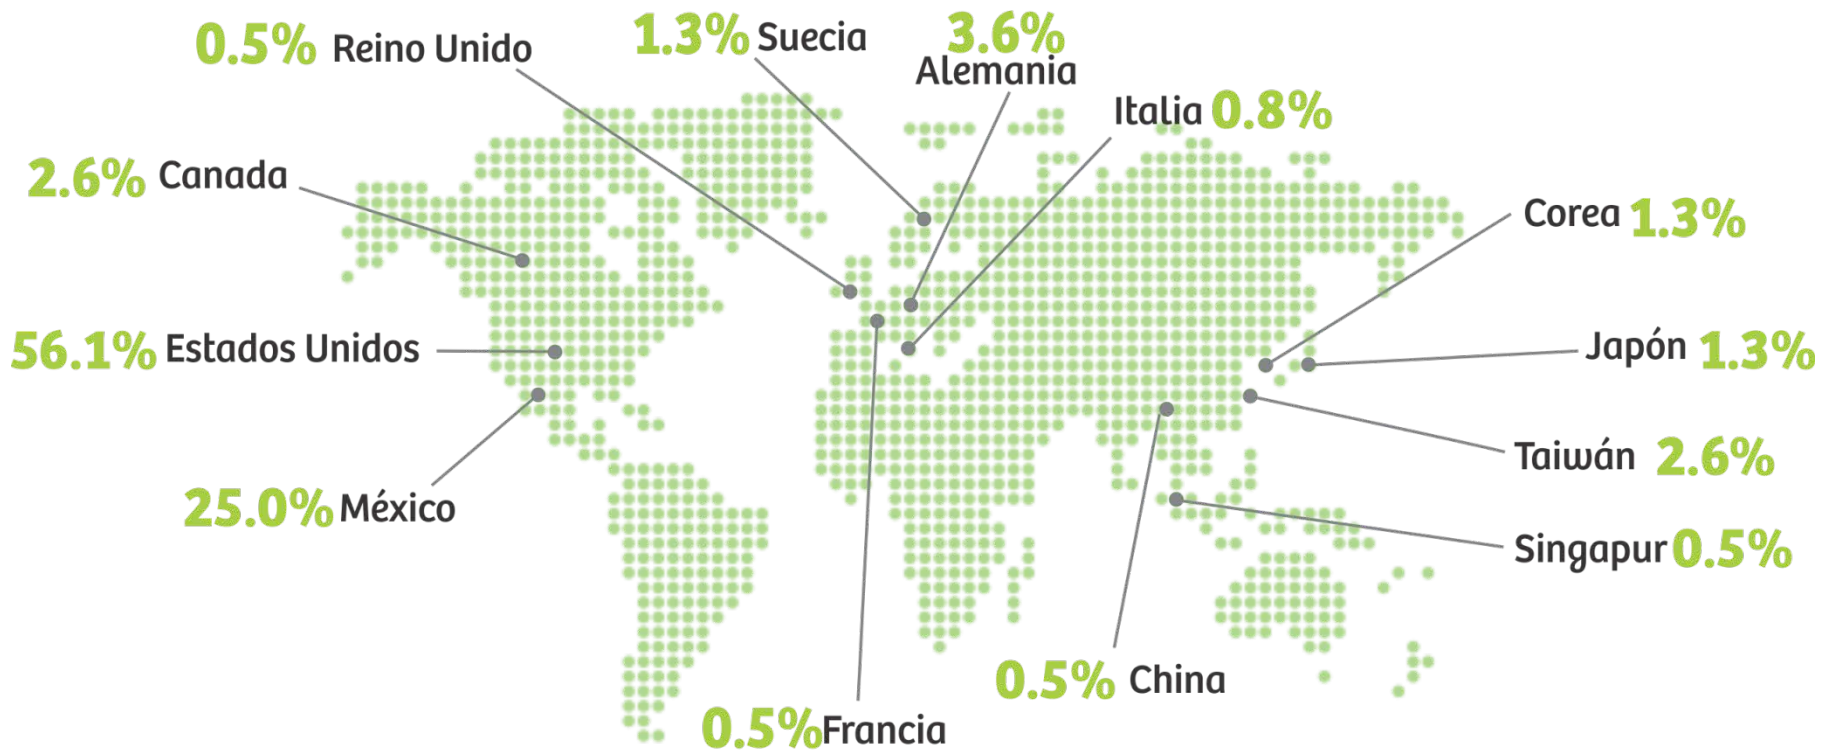 0.5% Reino Unido
1.3% Suecia
3.6%
Alemania
Italia 0.8%
2.6% Canada
Corea 1.3%
56.1% Estados Unidos
Japón 1.3%
Taiwán 2.6%
25.0% México
Singapur 0.5%
0.5% China
0.5% Francia